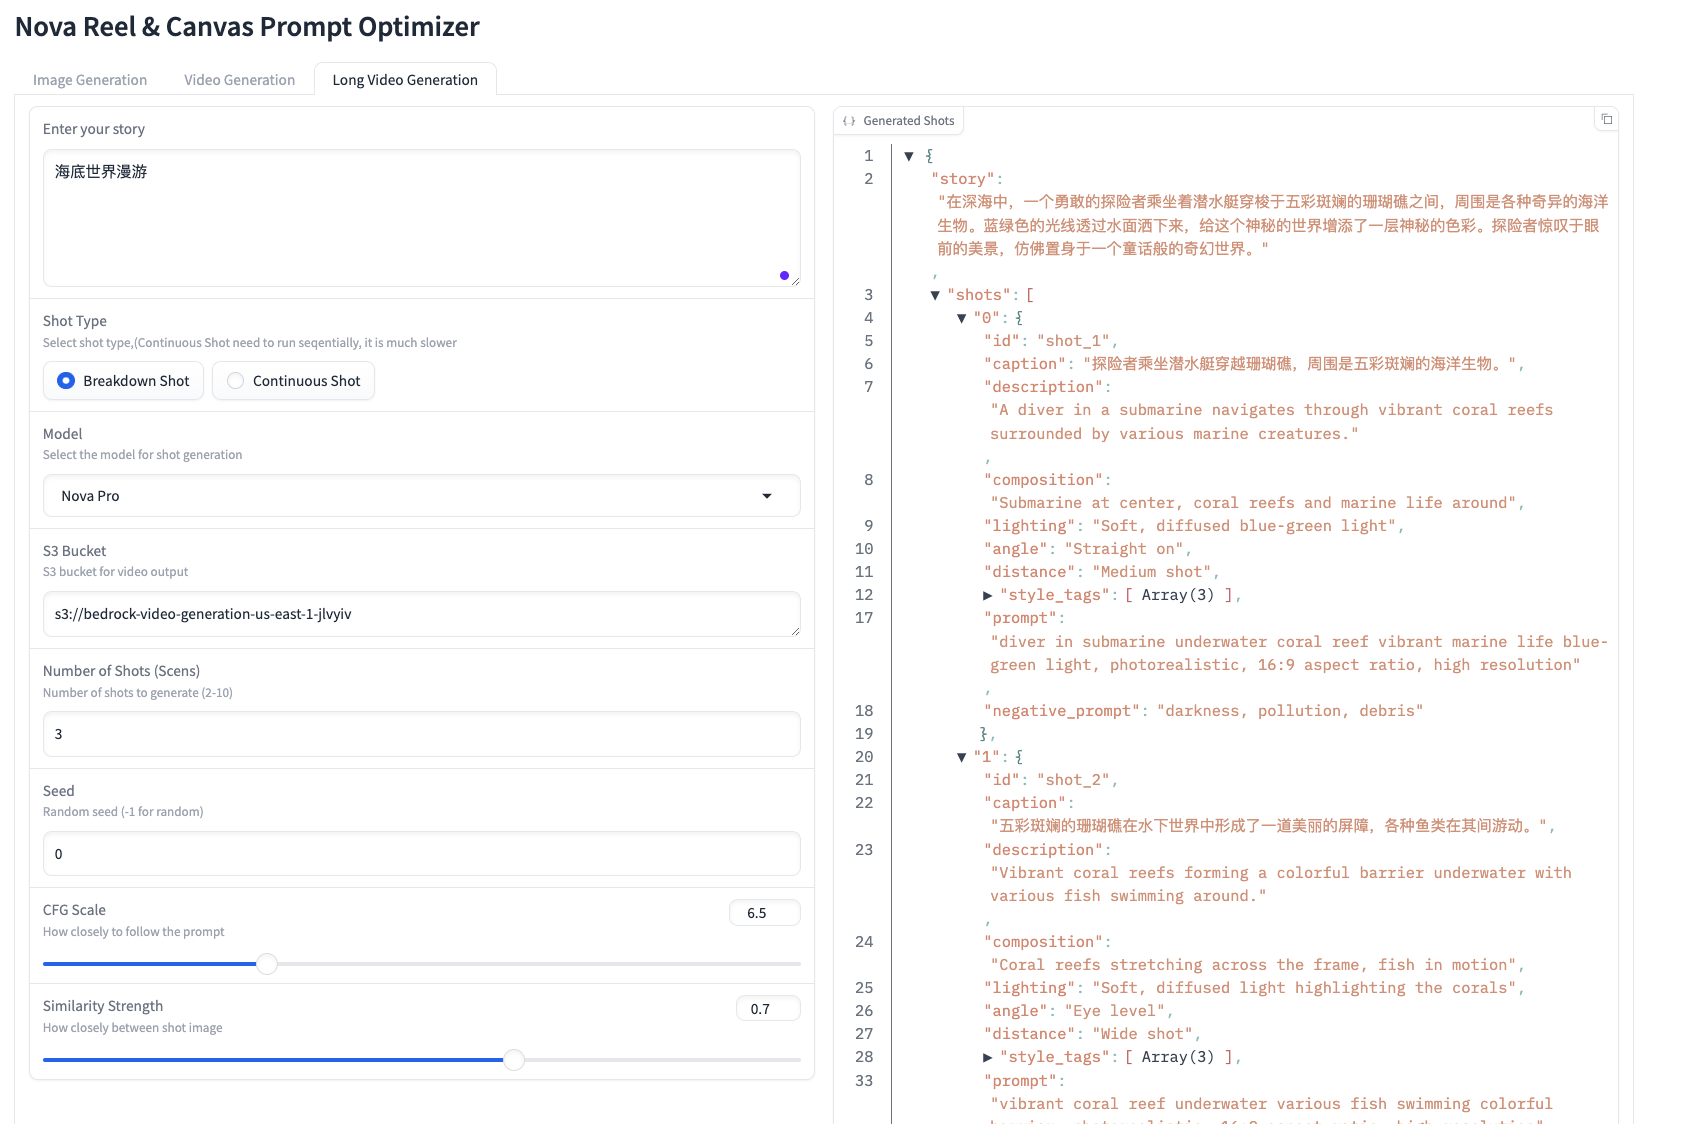 Nova Reel & Canvas Prompt Optimizer
Image Generation
Video Generation
Long Video Generation
Enter your story
海底世界漫游
Shot Type
Select shot type,(Continuous Shot need to run seqentially, it is much slower
Breakdown Shot
Continuous Shot
Model
Select the model for shot generation
Nova Pro
S3 Bucket
S3 bucket for video output
s3://bedrock-video-generation-us-east-1-jlvyiv
Number of Shots (Scens)
Number of shots to generate (2-10)
3
Seed
Random seed (-1 for random)
0
CFG Scale
6.5
How closely to follow the prompt
Similarity Strength
0.7
How closely between shot image
{ } Generated Shots
1 ▼ {
2 "story":
"在深海中，一个勇敢的探险者乘坐着潜水艇穿梭于五彩斑斓的珊瑚礁之间，周围是各种奇异的海洋
生物。蓝绿色的光线透过水面洒下来，给这个神秘的世界增添了一层神秘的色彩。探险者惊叹于眼
前的美景，仿佛置身于一个童话般的奇幻世界。"
,
3 ▼ "shots": [
4 ▼ "0": {
5 "id": "shot_1",
6 "caption": "探险者乘坐潜水艇穿越珊瑚礁，周围是五彩斑斓的海洋生物。",
7 "description":
"A diver in a submarine navigates through vibrant coral reefs
surrounded by various marine creatures."
,
8 "composition":
"Submarine at center, coral reefs and marine life around",
9 "lighting": "Soft, diffused blue-green light",
10 "angle": "Straight on",
11 "distance": "Medium shot",
12 ▶ "style_tags": [ Array(3) ],
17 "prompt":
"diver in submarine underwater coral reef vibrant marine life blue-
green light, photorealistic, 16:9 aspect ratio, high resolution"
,
18 "negative_prompt": "darkness, pollution, debris"
19 },
20 ▼ "1": {
21 "id": "shot_2",
22 "caption":
"五彩斑斓的珊瑚礁在水下世界中形成了一道美丽的屏障，各种鱼类在其间游动。",
23 "description":
"Vibrant coral reefs forming a colorful barrier underwater with
various fish swimming around."
,
24 "composition":
"Coral reefs stretching across the frame, fish in motion",
25 "lighting": "Soft, diffused light highlighting the corals",
26 "angle": "Eye level",
27 "distance": "Wide shot",
28 ▶ "style_tags": [ Array(3) ],
33 "prompt":
"vibrant coral reef underwater various fish swimming colorful
barrier, photorealistic, 16:9 aspect ratio, high resolution"